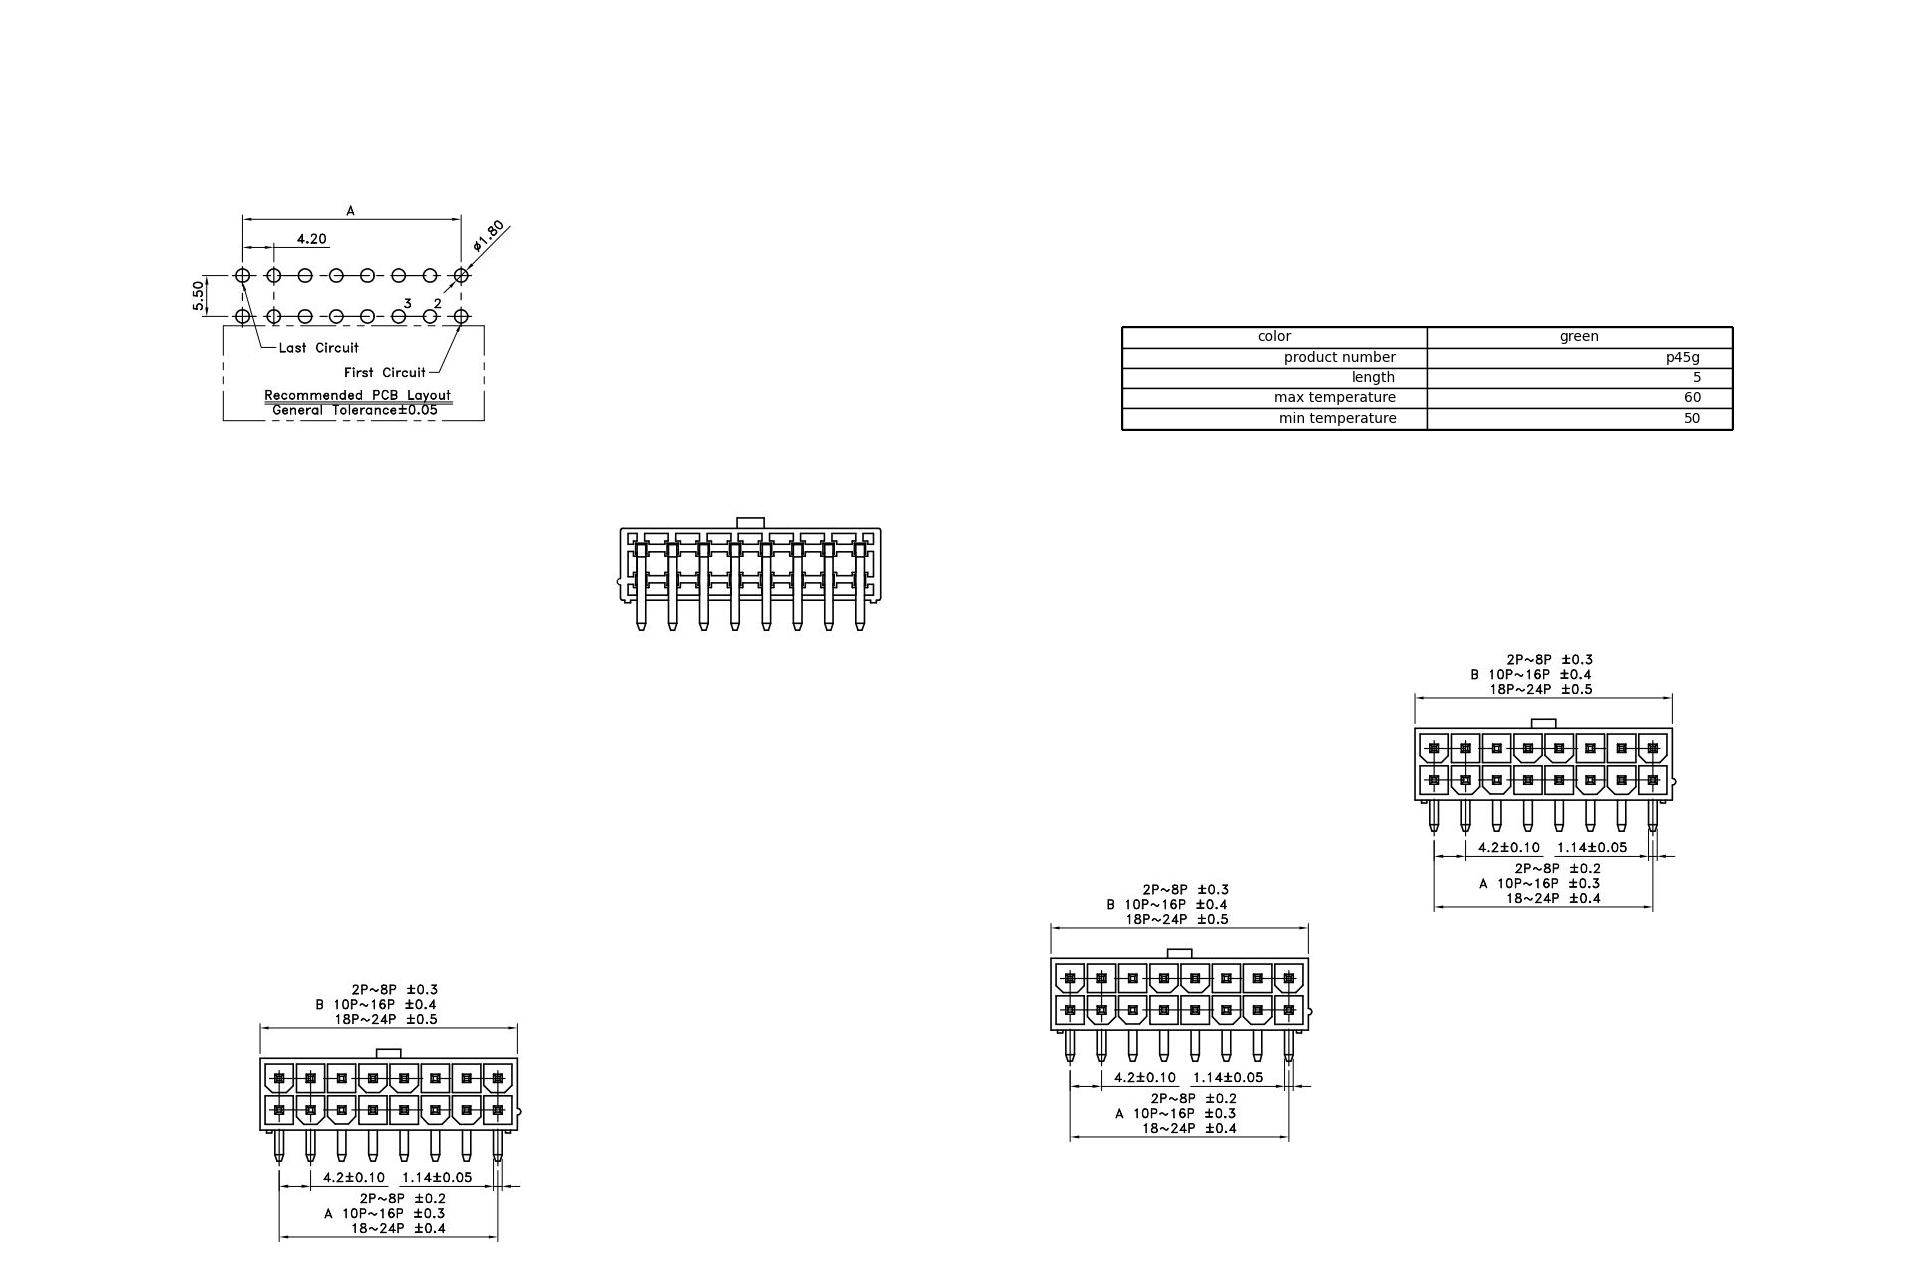 A
4.20
ø1.80
5.50
3 2
Last Circuit
First Circuit
Recommended PCB Layout
General Tolerance±0.05
color green
product number p45g
length 5
max temperature 60
min temperature 50
2P~8P ±0.3
B 10P~16P ±0.4
18P~24P ±0.5
4.2±0.10 1.14±0.05
2P~8P ±0.2
A 10P~16P ±0.3
18~24P ±0.4
2P~8P ±0.3
B 10P~16P ±0.4
18P~24P ±0.5
4.2±0.10 1.14±0.05
2P~8P ±0.2
A 10P~16P ±0.3
18~24P ±0.4
2P~8P ±0.3
B 10P~16P ±0.4
18P~24P ±0.5
4.2±0.10 1.14±0.05
2P~8P ±0.2
A 10P~16P ±0.3
18~24P ±0.4